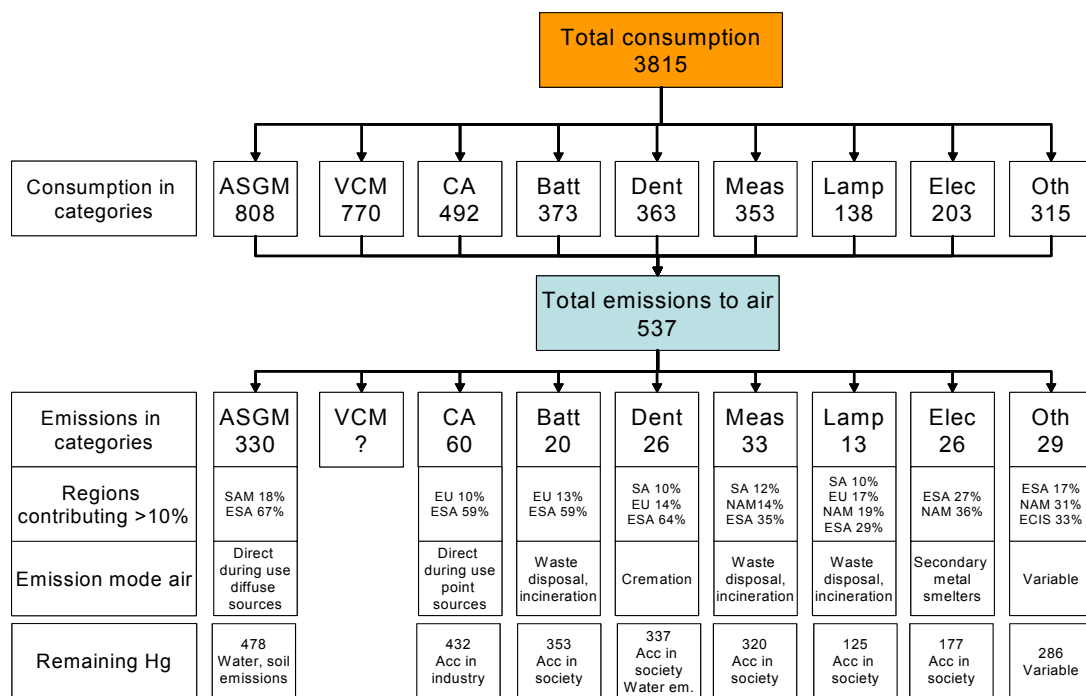 Total consumption
3815
Consumption in
categories
ASGM
808
VCM
770
CA
492
Batt
373
Dent
363
Meas
353
Lamp
138
Elec
203
Oth
315
Total emissions to air
537
Emissions in
categories
ASGM
330
VCM
?
CA
60
Batt
20
Dent
26
Meas
33
Lamp
13
Elec
26
Oth
29
Regions
contributing >10%
SAM 18%
ESA 67%
EU 10%
ESA 59%
EU 13%
ESA 59%
SA 10%
EU 14%
ESA 64%
SA 12%
NAM14%
ESA 35%
SA 10%
EU 17%
NAM 19%
ESA 29%
ESA 27%
NAM 36%
ESA 17%
NAM 31%
ECIS 33%
Emission mode air
Direct
during use
diffuse
sources
Direct
during use
point
sources
Waste
disposal,
incineration
Cremation
Waste
disposal,
incineration
Waste
disposal,
incineration
Secondary
metal
smelters
Variable
Remaining Hg
478
Water, soil
emissions
432
Acc in
industry
353
Acc in
society
337
Acc in
society
Water em.
320
Acc in
society
125
Acc in
society
177
Acc in
society
286
Variable